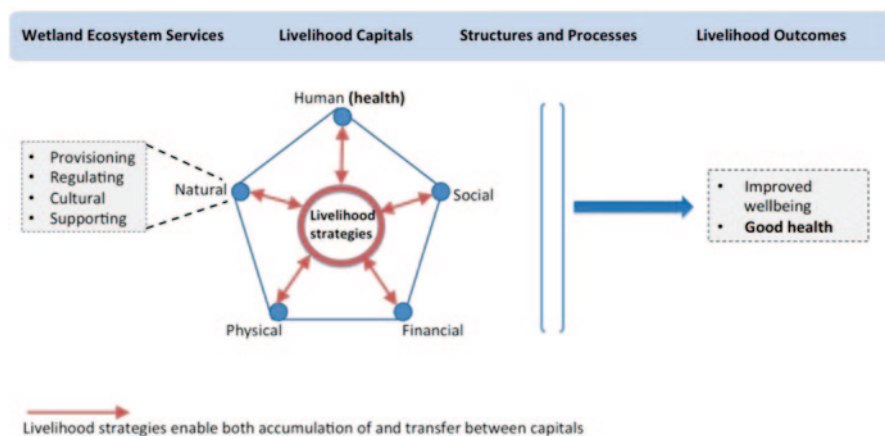 Wetland Ecosystem Services Livelihood Capitals Structures and Processes Livelihood Outcomes
Human (health)
• Provisioning
• Regulating
• Cultural
• Supporting
Natural
Social
Livelihood
strategies
• Improved
wellbeing
• Good health
Physical
Financial
Livelihood strategies enable both accumulation of and transfer between capitals